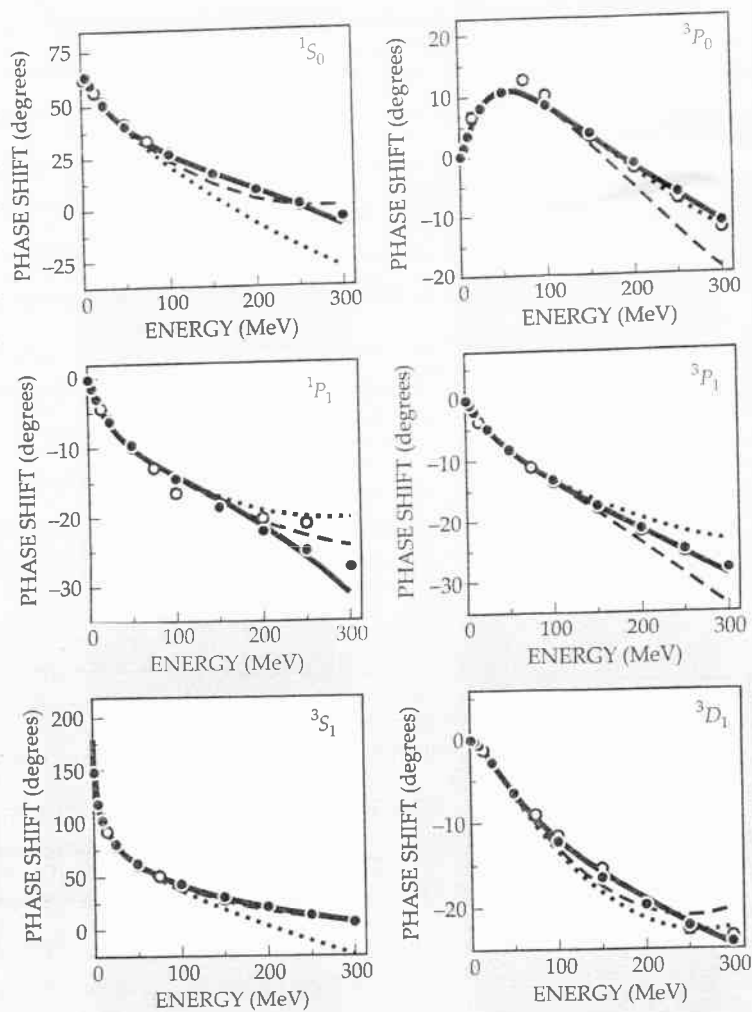 ¹S₀
PHASE SHIFT (degrees)
75
50
25
0
−25
0 100 200 300
ENERGY (MeV)
³P₀
PHASE SHIFT (degrees)
20
10
0
−10
−20
0 100 200 300
ENERGY (MeV)
¹P₁
PHASE SHIFT (degrees)
0
−10
−20
−30
0 100 200 300
ENERGY (MeV)
³P₁
PHASE SHIFT (degrees)
0
−10
−20
−30
0 100 200 300
ENERGY (MeV)
³S₁
PHASE SHIFT (degrees)
200
150
100
50
0
0 100 200 300
ENERGY (MeV)
³D₁
PHASE SHIFT (degrees)
0
−10
−20
0 100 200 300
ENERGY (MeV)